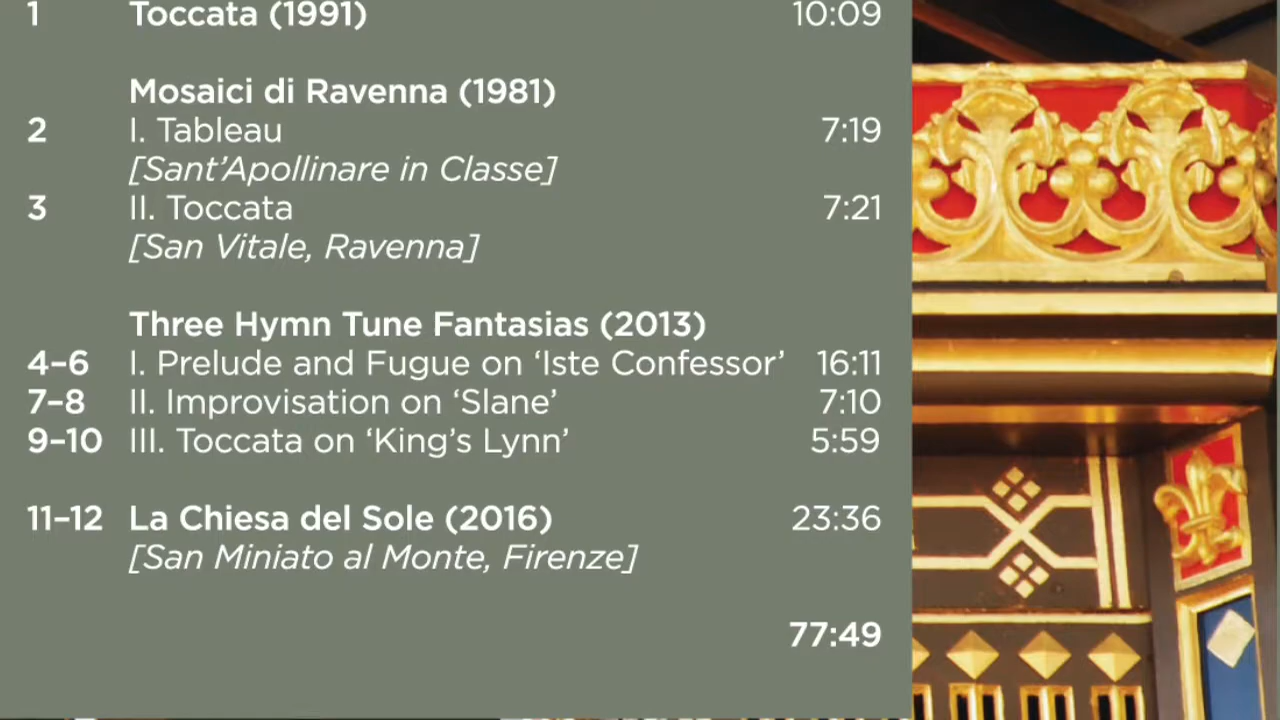 1 Toccata (1991) 10:09
Mosaici di Ravenna (1981)
2 I. Tableau 7:19
[Sant’Apollinare in Classe]
3 II. Toccata 7:21
[San Vitale, Ravenna]
Three Hymn Tune Fantasias (2013)
4–6 I. Prelude and Fugue on ‘Iste Confessor’ 16:11
7–8 II. Improvisation on ‘Slane’ 7:10
9–10 III. Toccata on ‘King’s Lynn’ 5:59
11–12 La Chiesa del Sole (2016) 23:36
[San Miniato al Monte, Firenze]
77:49